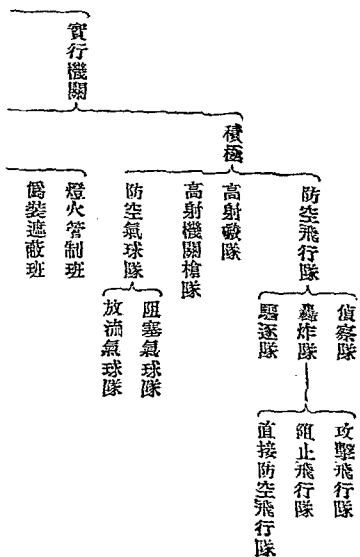 實行機關
積極
防空飛行隊
偵察隊
轟炸隊
驅逐隊
攻擊飛行隊
阻止飛行隊
直接防空飛行隊
高射礮隊
高射機關槍隊
防空氣球隊
阻塞氣球隊
放流氣球隊
燈火管制班
僞裝遮蔽班